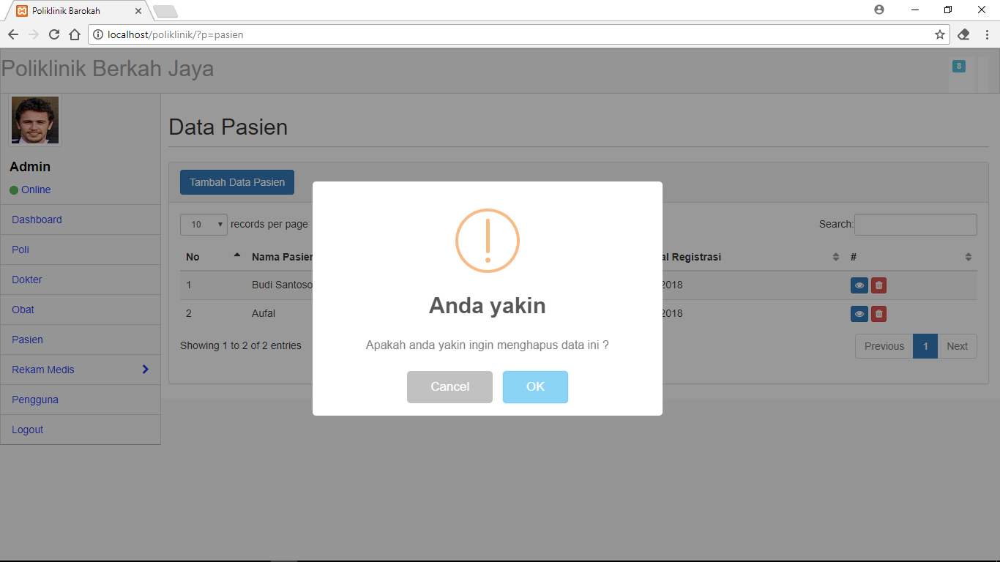 Poliklinik Barokah
localhost/poliklinik/?p=pasien
Poliklinik Berkah Jaya
8
Admin
Online
Dashboard
Poli
Dokter
Obat
Pasien
Rekam Medis
Pengguna
Logout
Data Pasien
Tambah Data Pasien
10 records per page
Search:
No Nama Pasien al Registrasi #
1 Budi Santoso 2018
2 Aufal 2018
Showing 1 to 2 of 2 entries
Previous 1 Next
Anda yakin
Apakah anda yakin ingin menghapus data ini ?
Cancel OK